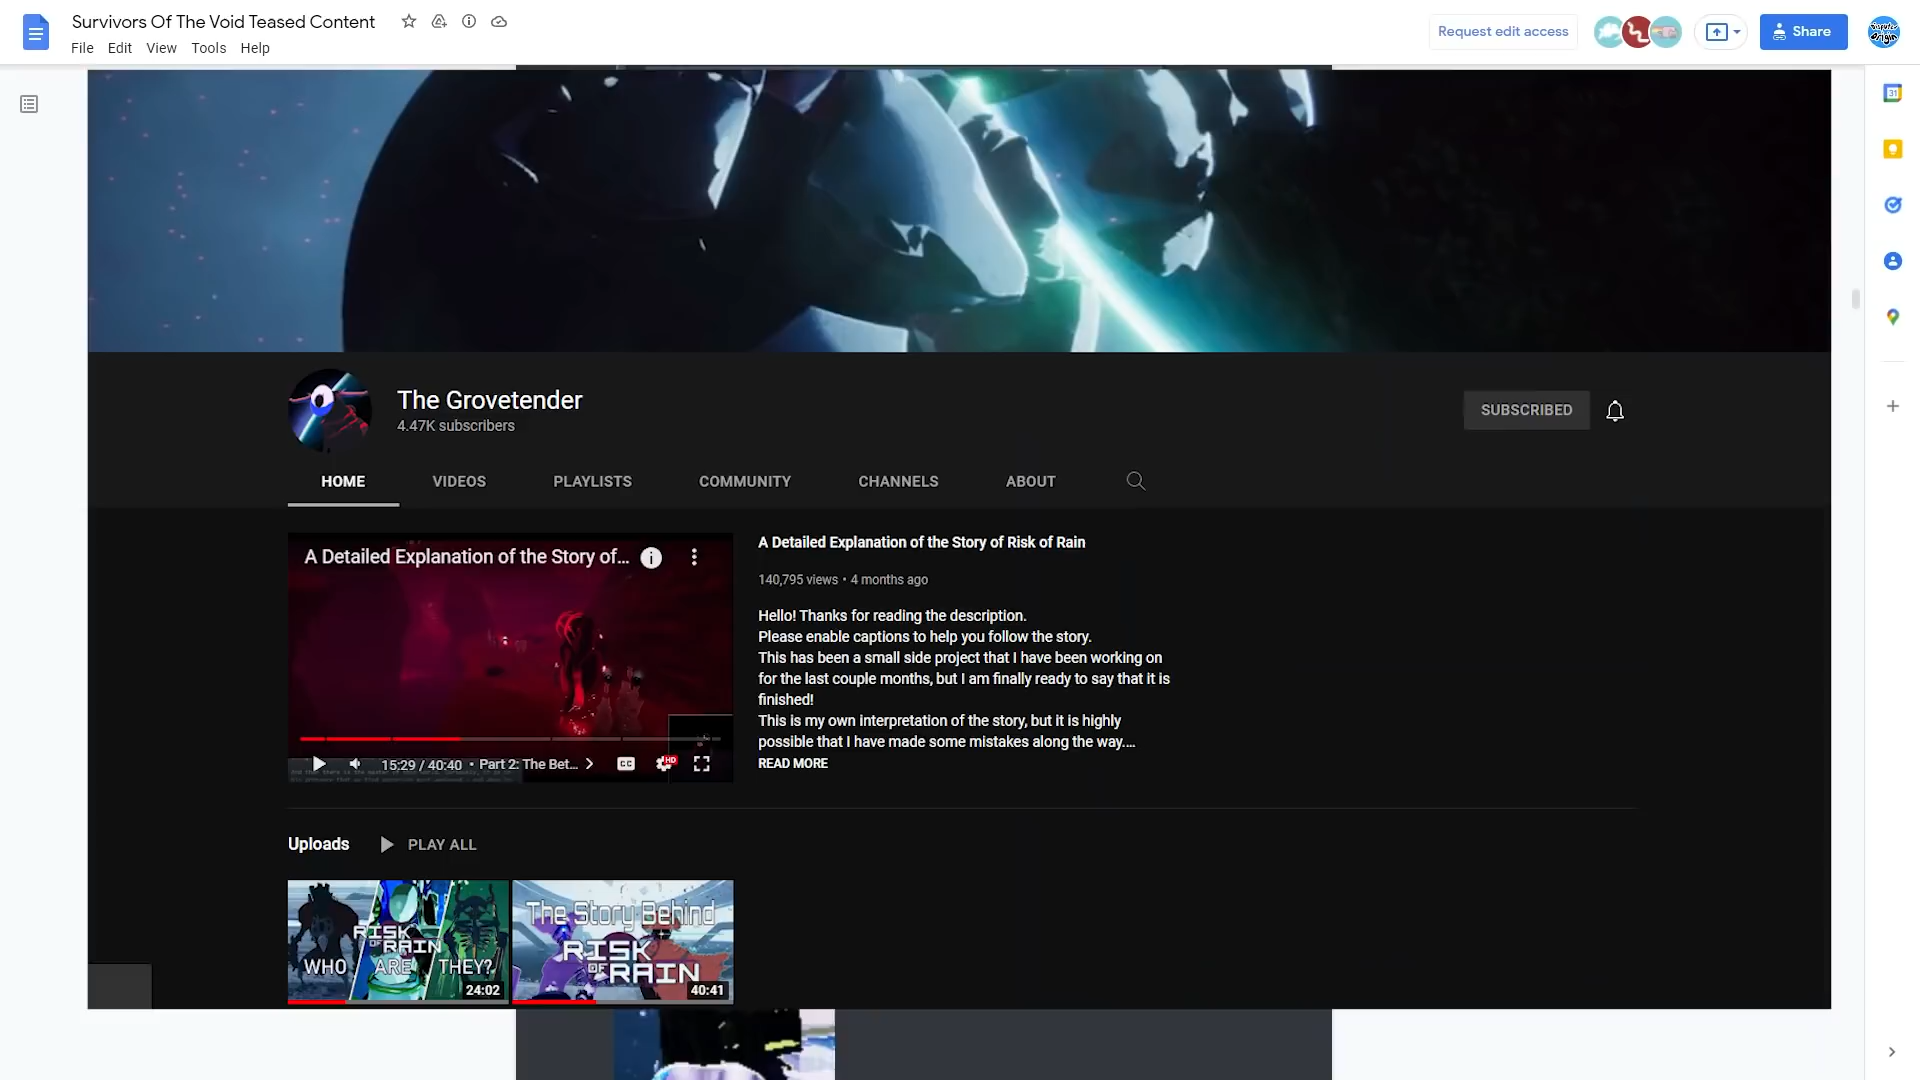 Survivors Of The Void Teased Content
File Edit View Tools Help
Request edit access
Share
31
The Grovetender
4.47K subscribers
SUBSCRIBED
HOME VIDEOS PLAYLISTS COMMUNITY CHANNELS ABOUT
A Detailed Explanation of the Story of...
15:29 / 40:40 • Part 2: The Bet...
CC
HD
A Detailed Explanation of the Story of Risk of Rain
140,795 views • 4 months ago
Hello! Thanks for reading the description.
Please enable captions to help you follow the story.
This has been a small side project that I have been working on
for the last couple months, but I am finally ready to say that it is
finished!
This is my own interpretation of the story, but it is highly
possible that I have made some mistakes along the way....
READ MORE
Uploads PLAY ALL
RISK
OF RAIN
WHO ARE THEY?
24:02
The Story Behind
RISK
OF RAIN
40:41